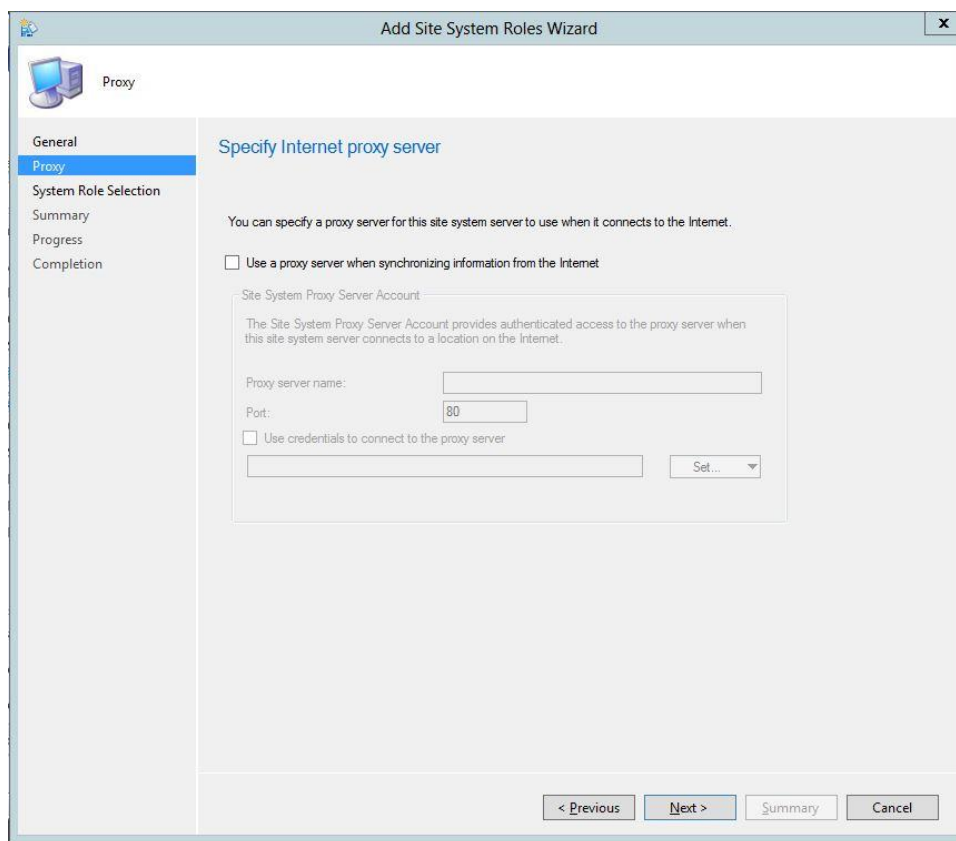 Add Site System Roles Wizard
x
Proxy
General
Proxy
System Role Selection
Summary
Progress
Completion
Specify Internet proxy server
You can specify a proxy server for this site system server to use when it connects to the Internet.
Use a proxy server when synchronizing information from the Internet
Site System Proxy Server Account
The Site System Proxy Server Account provides authenticated access to the proxy server when
this site system server connects to a location on the Internet.
Proxy server name:
Port: 80
Use credentials to connect to the proxy server
Set...
< Previous Next > Summary Cancel